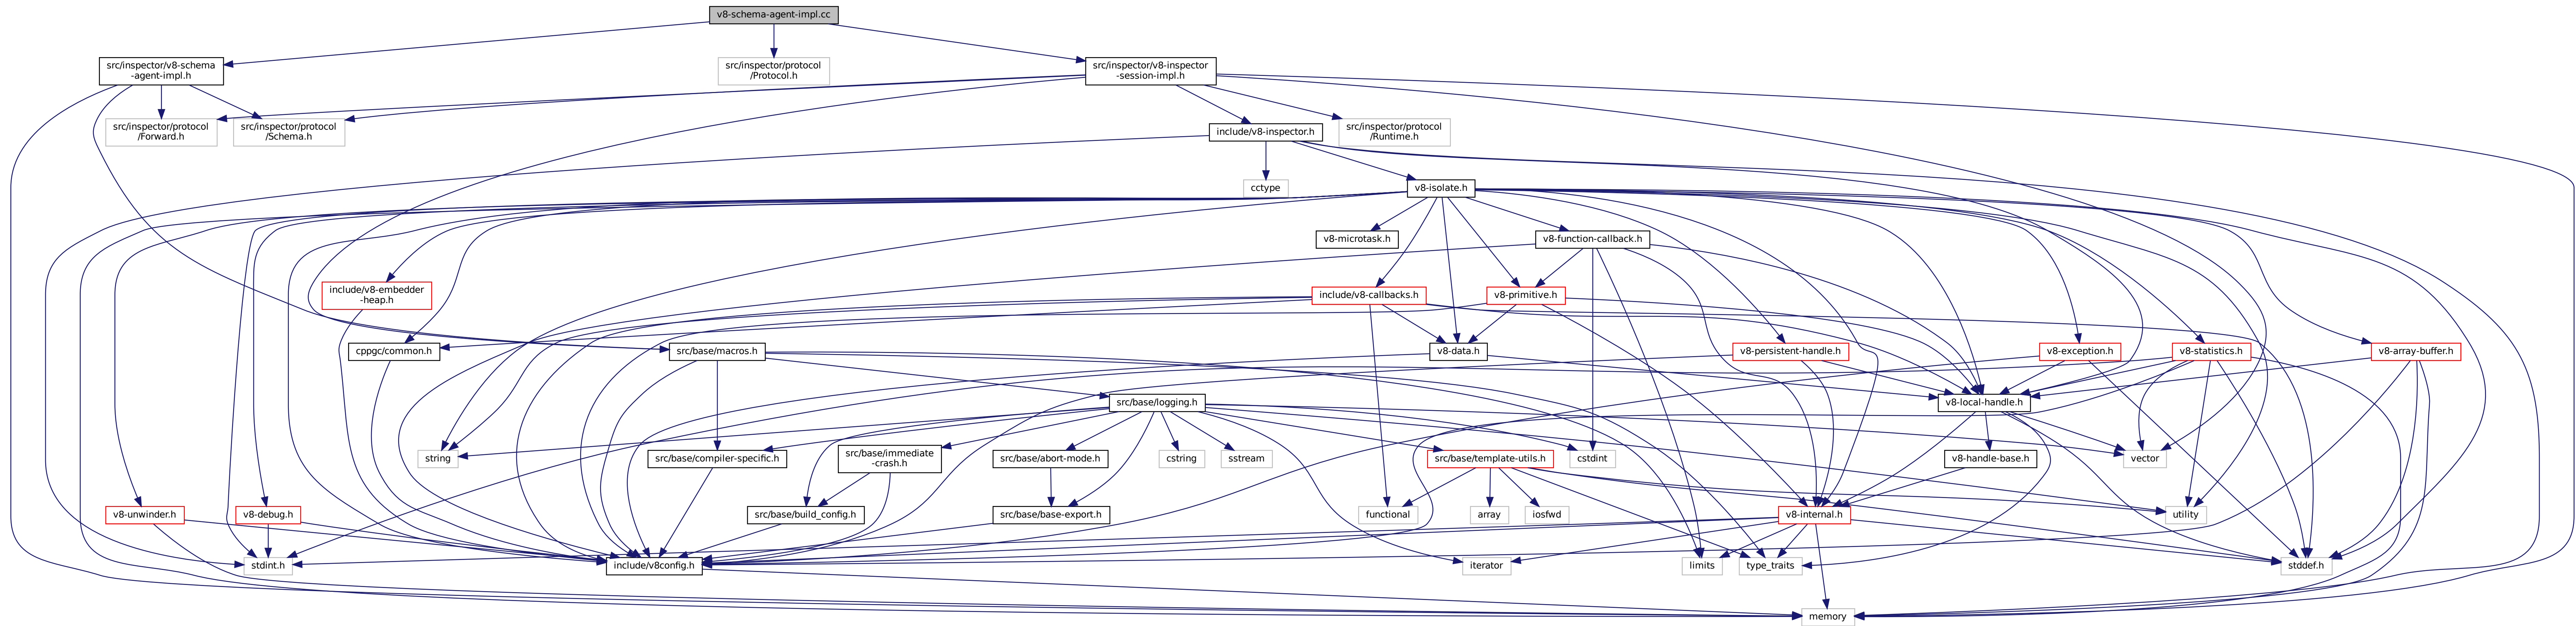 v8-schema-agent-impl.cc
src/inspector/v8-schema
-agent-impl.h
src/inspector/protocol
/Protocol.h
src/inspector/v8-inspector
-session-impl.h
src/inspector/protocol
/Forward.h
src/inspector/protocol
/Schema.h
include/v8-inspector.h
src/inspector/protocol
/Runtime.h
cctype
v8-isolate.h
v8-microtask.h
v8-function-callback.h
include/v8-embedder
-heap.h
include/v8-callbacks.h
v8-primitive.h
cppgc/common.h
src/base/macros.h
v8-data.h
v8-persistent-handle.h
v8-exception.h
v8-statistics.h
v8-array-buffer.h
src/base/logging.h
v8-local-handle.h
string
src/base/compiler-specific.h
src/base/immediate
-crash.h
src/base/abort-mode.h
cstring
sstream
src/base/template-utils.h
cstdint
v8-handle-base.h
vector
v8-unwinder.h
v8-debug.h
src/base/build_config.h
src/base/base-export.h
functional
array
iosfwd
v8-internal.h
utility
stdint.h
include/v8config.h
iterator
limits
type_traits
stddef.h
memory